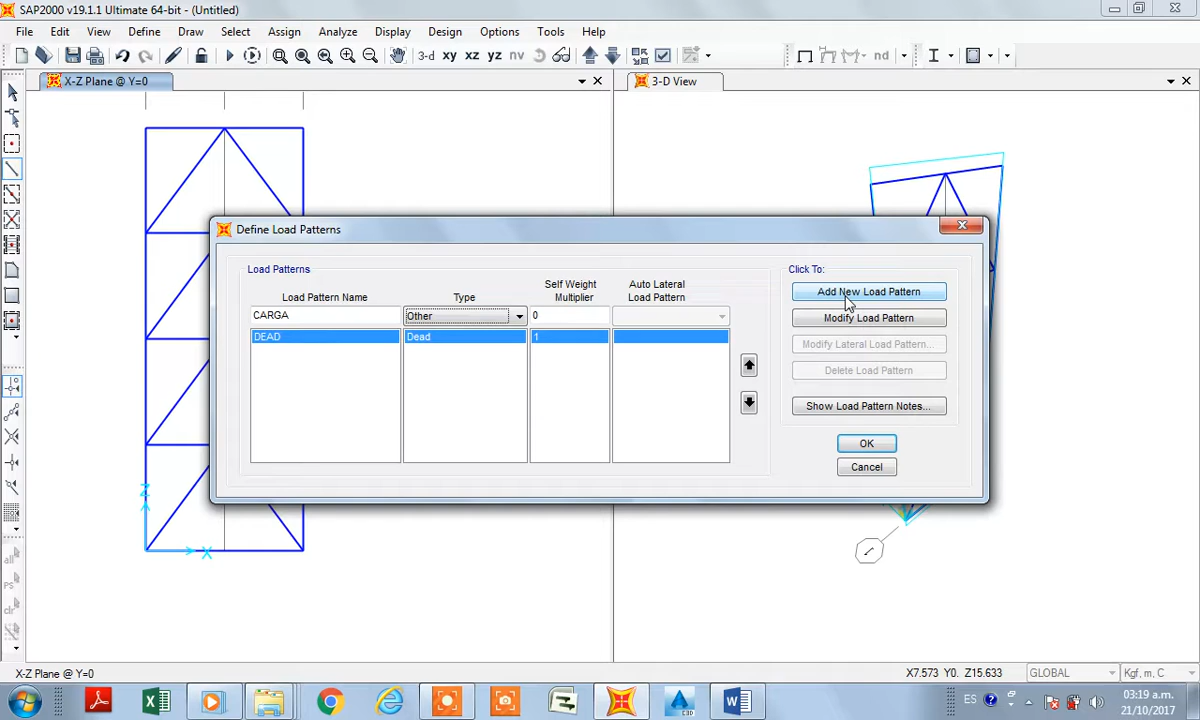 SAP2000 v19.1.1 Ultimate 64-bit - (Untitled)
File Edit View Define Draw Select Assign Analyze Display Design Options Tools Help
3-d xy xz yz nv nd
X-Z Plane @ Y=0
3-D View
Define Load Patterns
Load Patterns
Click To:
Load Pattern Name
Type
Self Weight
Multiplier
Auto Lateral
Load Pattern
CARGA Other 0
DEAD Dead 1
Add New Load Pattern
Modify Load Pattern
Modify Lateral Load Pattern...
Delete Load Pattern
Show Load Pattern Notes...
OK
Cancel
Z
X
all
PS
clr
X-Z Plane @ Y=0
X7.573 Y0. Z15.633
GLOBAL
Kgf, m, C
ES
03:19 a.m.
21/10/2017